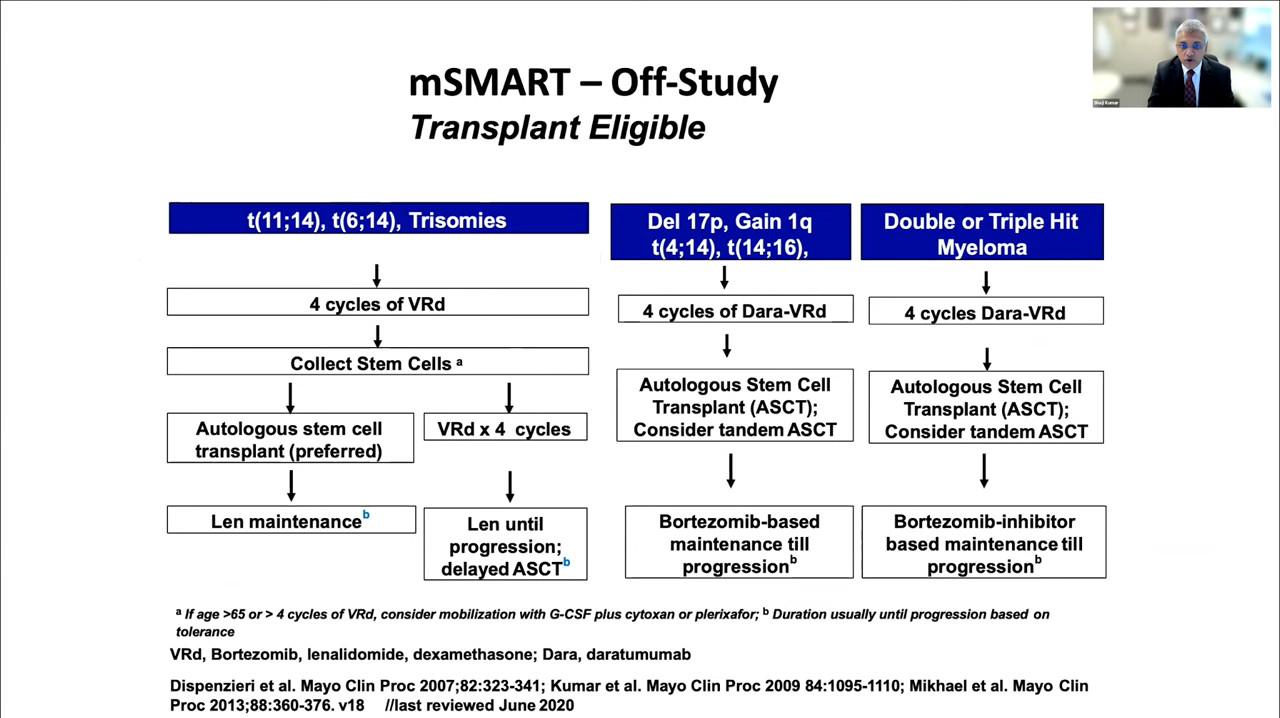 mSMART – Off-Study
Transplant Eligible
Shaji Kumar
t(11;14), t(6;14), Trisomies
Del 17p, Gain 1q
t(4;14), t(14;16),
Double or Triple Hit
Myeloma
4 cycles of VRd
4 cycles of Dara-VRd
4 cycles Dara-VRd
Collect Stem Cells a
Autologous stem cell
transplant (preferred)
VRd x 4 cycles
Autologous Stem Cell
Transplant (ASCT);
Consider tandem ASCT
Autologous Stem Cell
Transplant (ASCT);
Consider tandem ASCT
Len maintenance b
Len until
progression;
delayed ASCT b
Bortezomib-based
maintenance till
progression b
Bortezomib-inhibitor
based maintenance till
progression b
a If age >65 or > 4 cycles of VRd, consider mobilization with G-CSF plus cytoxan or plerixafor; b Duration usually until progression based on
tolerance
VRd, Bortezomib, lenalidomide, dexamethasone; Dara, daratumumab
Dispenzieri et al. Mayo Clin Proc 2007;82:323-341; Kumar et al. Mayo Clin Proc 2009 84:1095-1110; Mikhael et al. Mayo Clin
Proc 2013;88:360-376. v18 //last reviewed June 2020